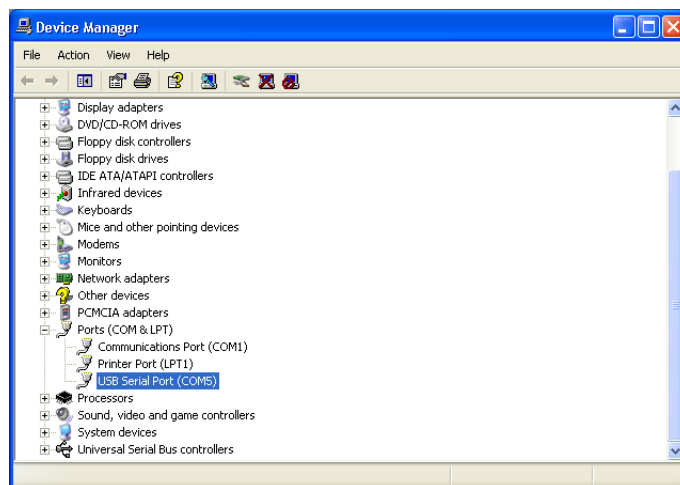 Device Manager
File Action View Help
Display adapters
DVD/CD-ROM drives
Floppy disk controllers
Floppy disk drives
IDE ATA/ATAPI controllers
Infrared devices
Keyboards
Mice and other pointing devices
Modems
Monitors
Network adapters
Other devices
PCMCIA adapters
Ports (COM & LPT)
Communications Port (COM1)
Printer Port (LPT1)
USB Serial Port (COM5)
Processors
Sound, video and game controllers
System devices
Universal Serial Bus controllers